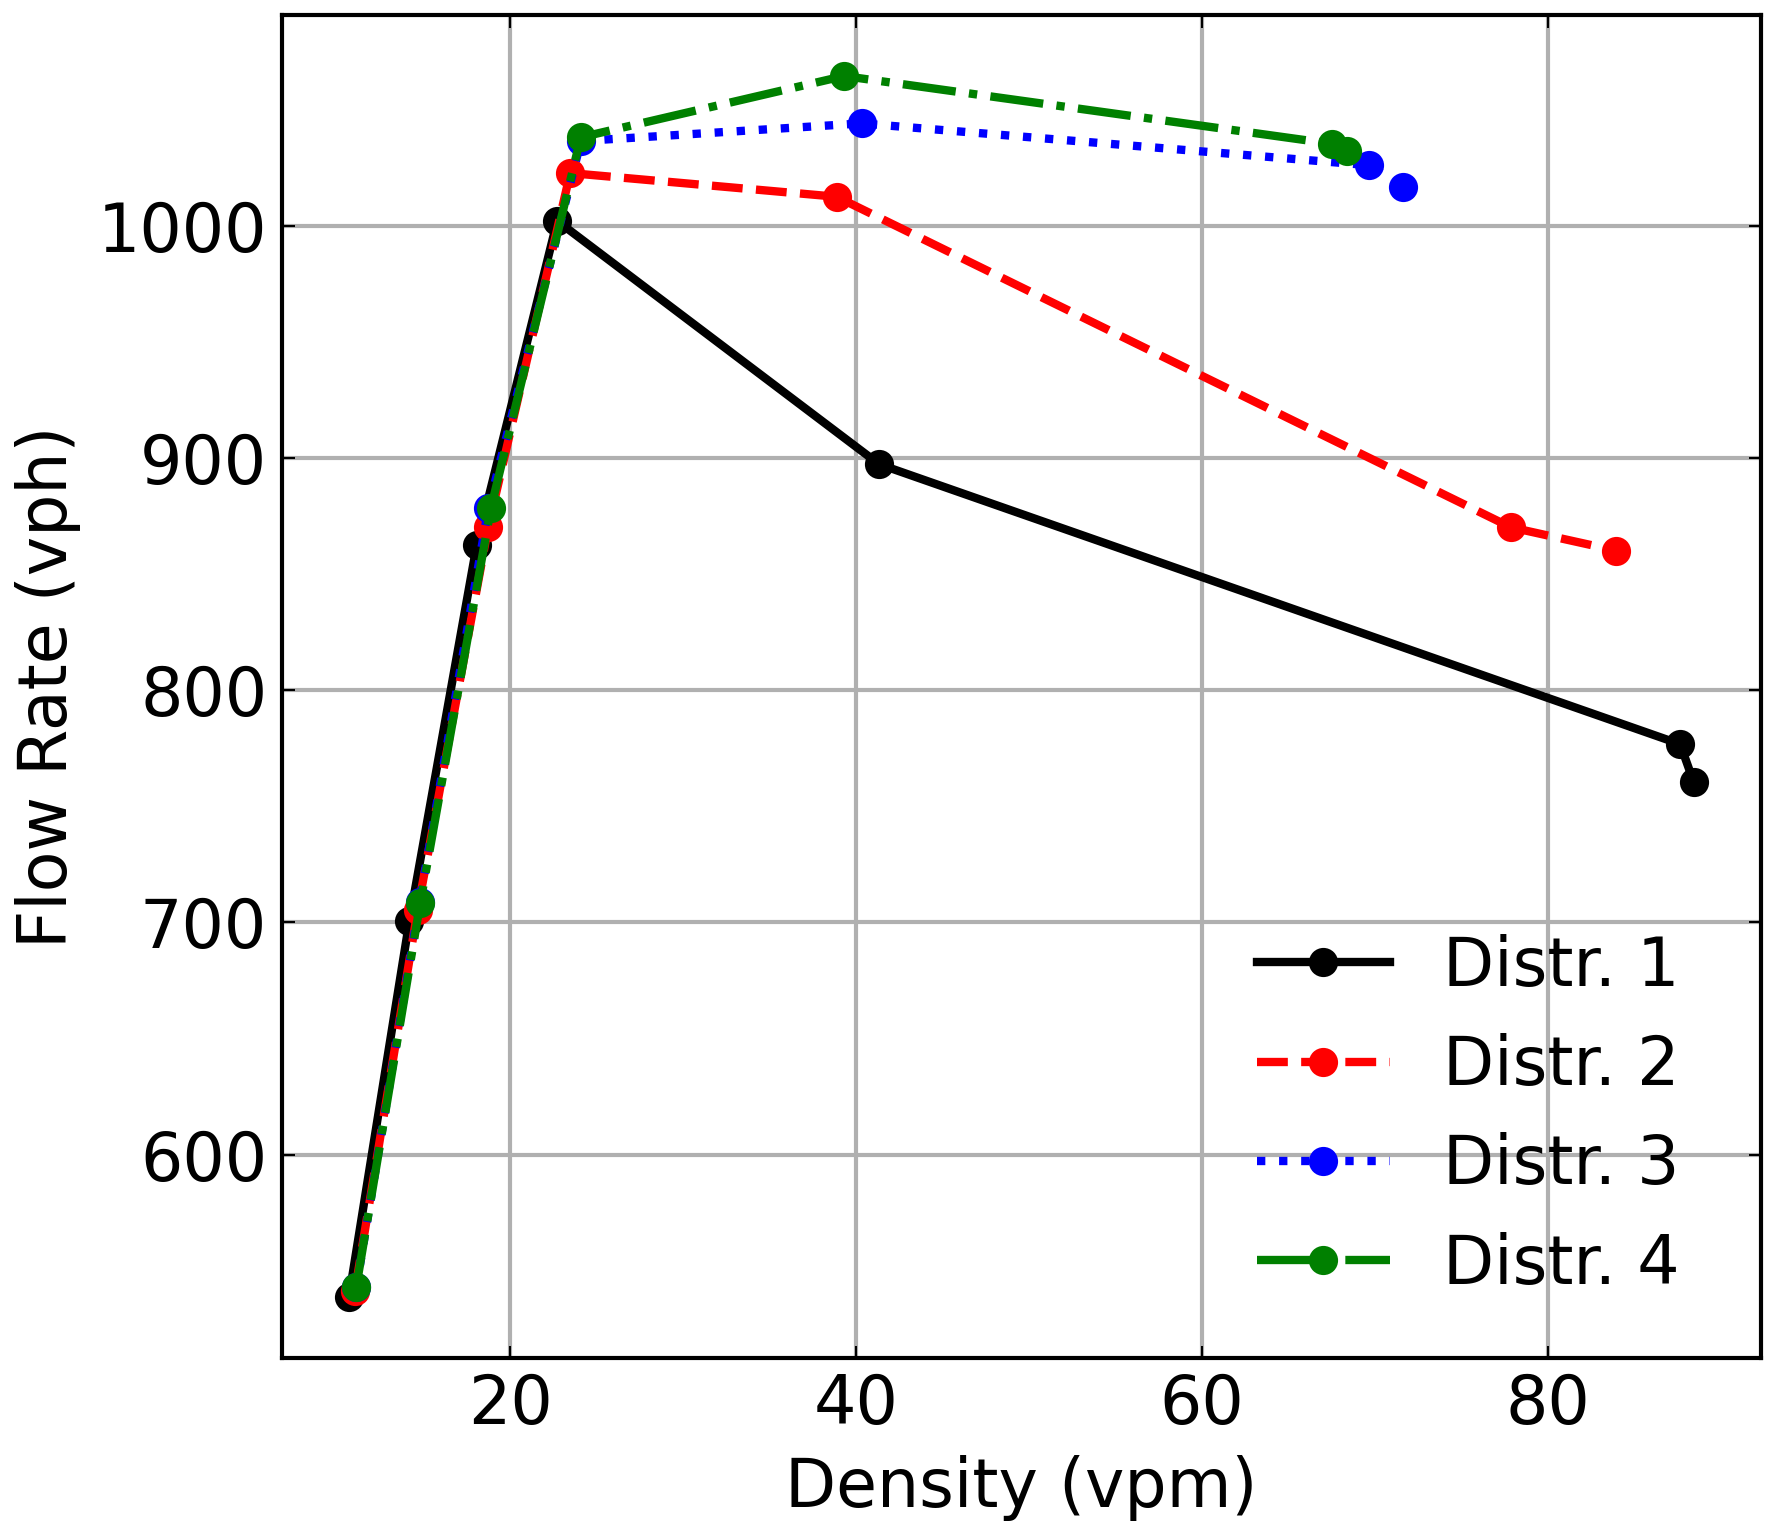 1000
900
800
700
600
Flow Rate (vph)
20 40 60 80
Density (vpm)
Distr. 1
Distr. 2
Distr. 3
Distr. 4